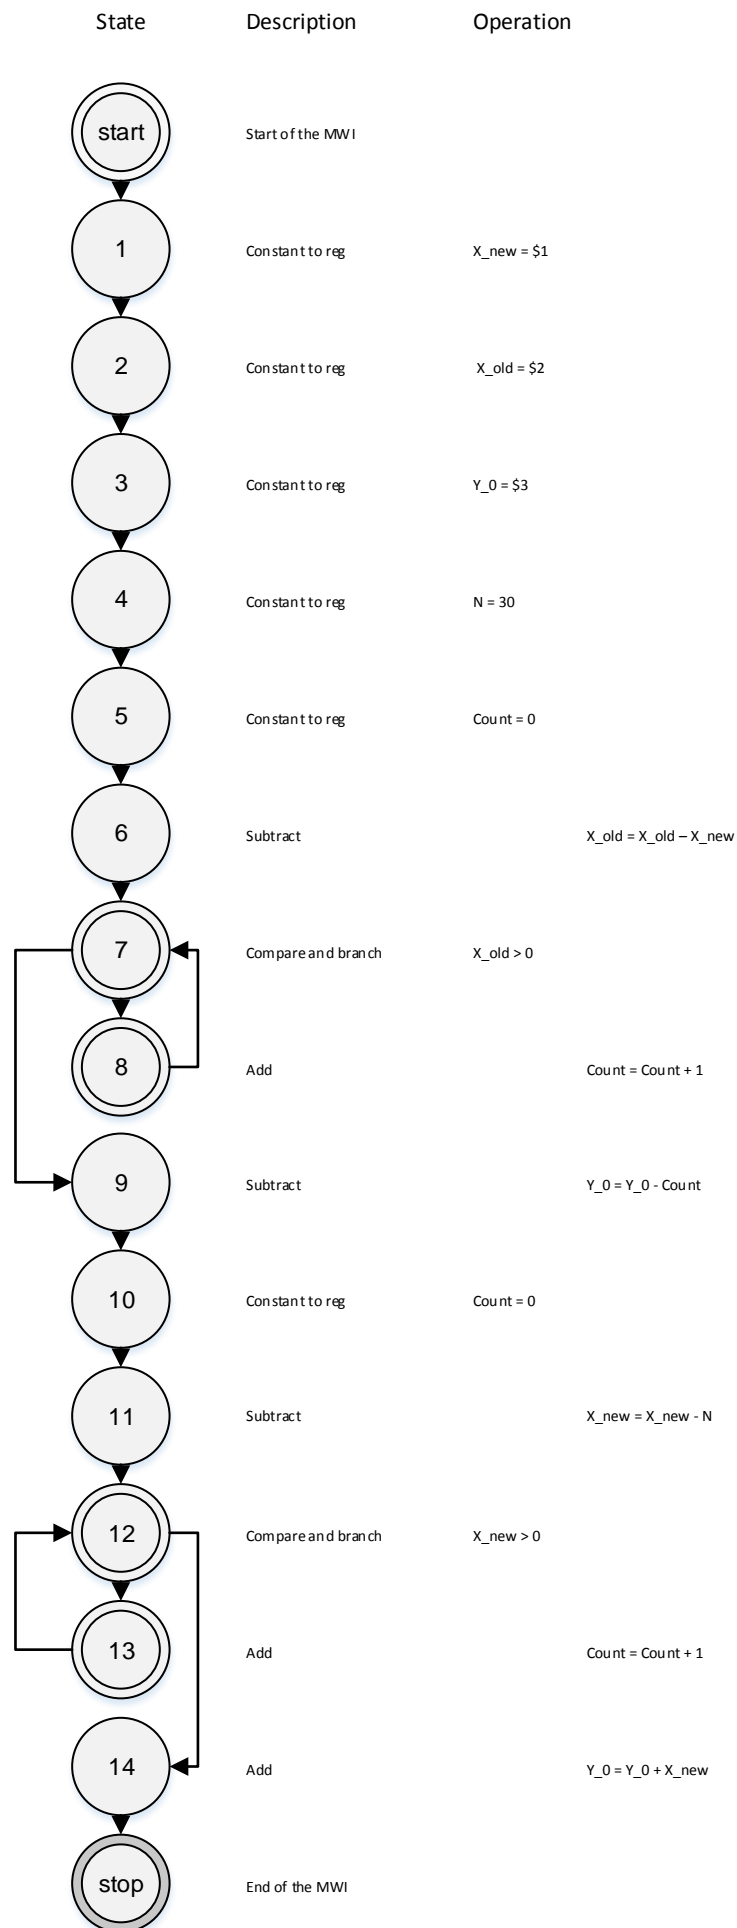 State Description Operation
start Start of the MWI
1 Constant to reg X_new = $1
2 Constant to reg X_old = $2
3 Constant to reg Y_0 = $3
4 Constant to reg N = 30
5 Constant to reg Count = 0
6 Subtract X_old = X_old – X_new
7 Compare and branch X_old > 0
8 Add Count = Count + 1
9 Subtract Y_0 = Y_0 - Count
10 Constant to reg Count = 0
11 Subtract X_new = X_new - N
12 Compare and branch X_new > 0
13 Add Count = Count + 1
14 Add Y_0 = Y_0 + X_new
stop End of the MWI